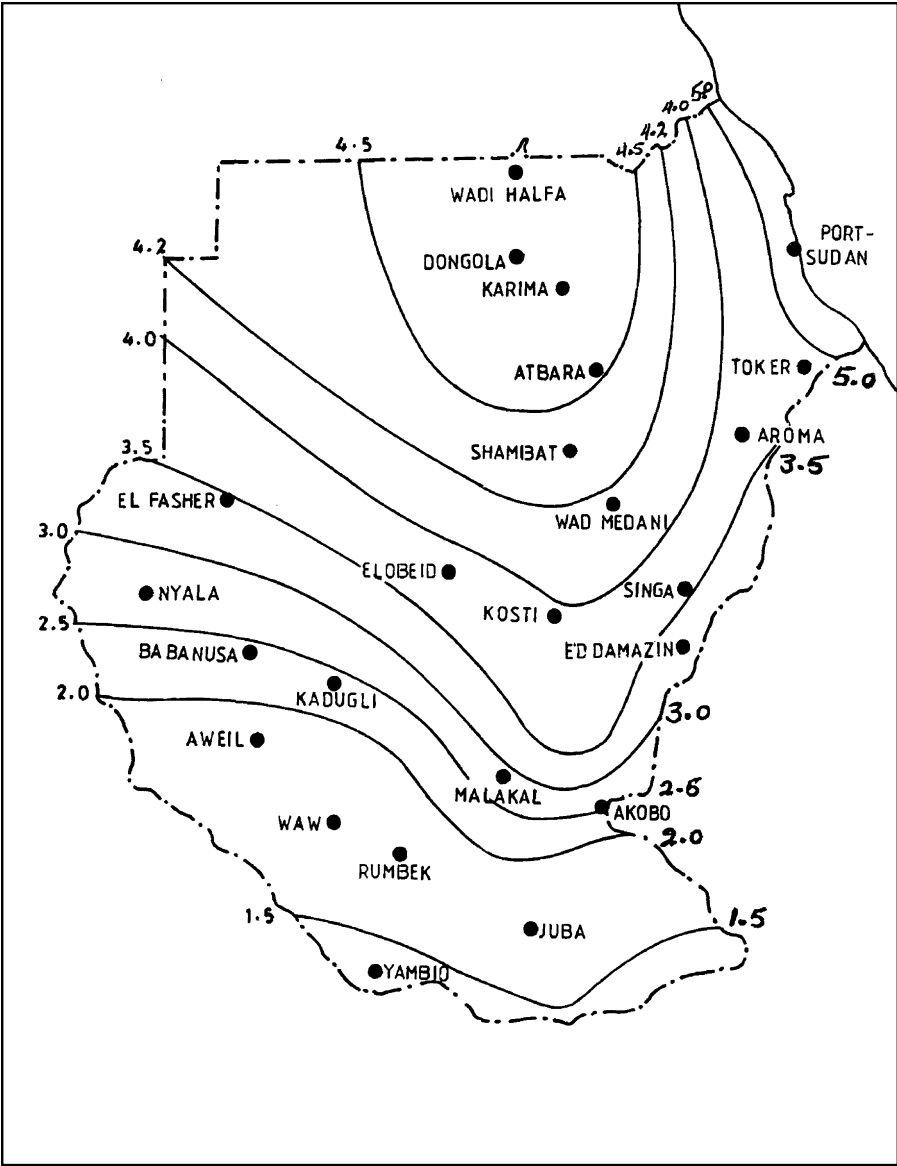 5.0
4.0
4.2
4.5
4.5
WADI HALFA
PORT-
SUDAN
4.2
DONGOLA
KARIMA
4.0
ATBARA
TOKER
5.0
AROMA
3.5
3.5
SHAMBAT
EL FASHER
WAD MEDANI
3.0
ELOBEID
NYALA
SINGA
KOSTI
2.5
BABANUSA
ED DAMAZIN
2.0
KADUGLI
3.0
AWEIL
MALAKAL
2.6
AKOBO
WAW
2.0
RUMBEK
1.5
1.5
JUBA
YAMBIO